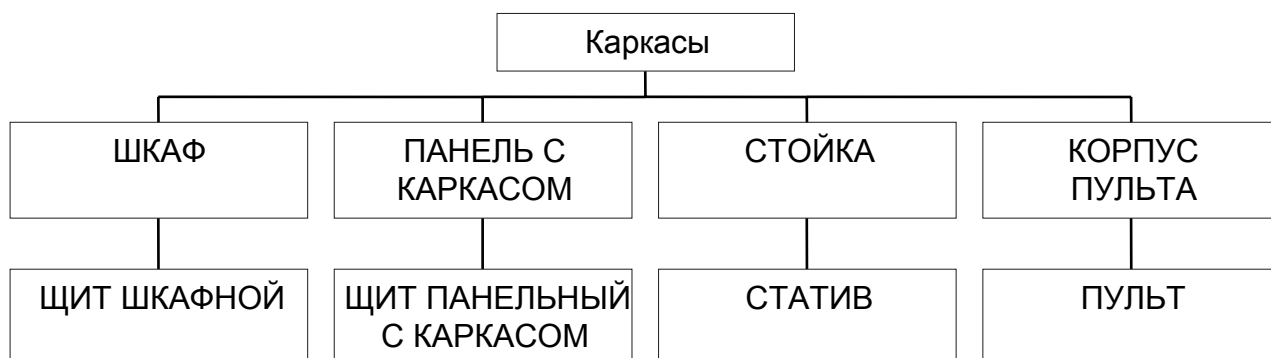 Каркасы
ШКАФ
ПАНЕЛЬ С
КАРКАСОМ
СТОЙКА
КОРПУС
ПУЛЬТА
ЩИТ ШКАФНОЙ
ЩИТ ПАНЕЛЬНЫЙ
С КАРКАСОМ
СТАТИВ
ПУЛЬТ